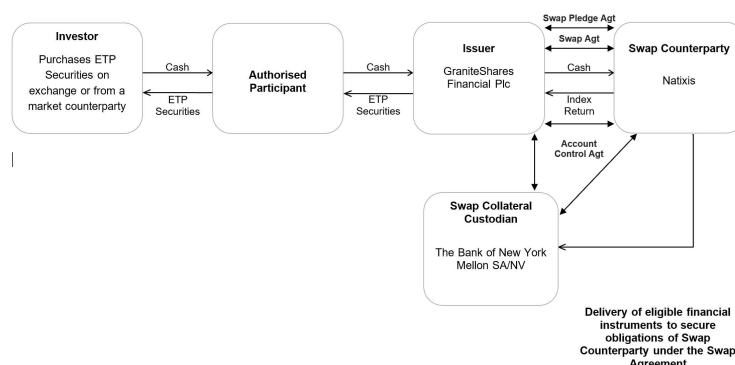 Investor
Purchases ETP
Securities on
exchange or from a
market counterparty
Cash
ETP
Securities
Authorised
Participant
Cash
ETP
Securities
Issuer
GraniteShares
Financial Plc
Swap Pledge Agt
Swap Agt
Cash
Index
Return
Account
Control Agt
Swap Counterparty
Natixis
Swap Collateral
Custodian
The Bank of New York
Mellon SA/NV
Delivery of eligible financial
instruments to secure
obligations of Swap
Counterparty under the Swap
Agreement